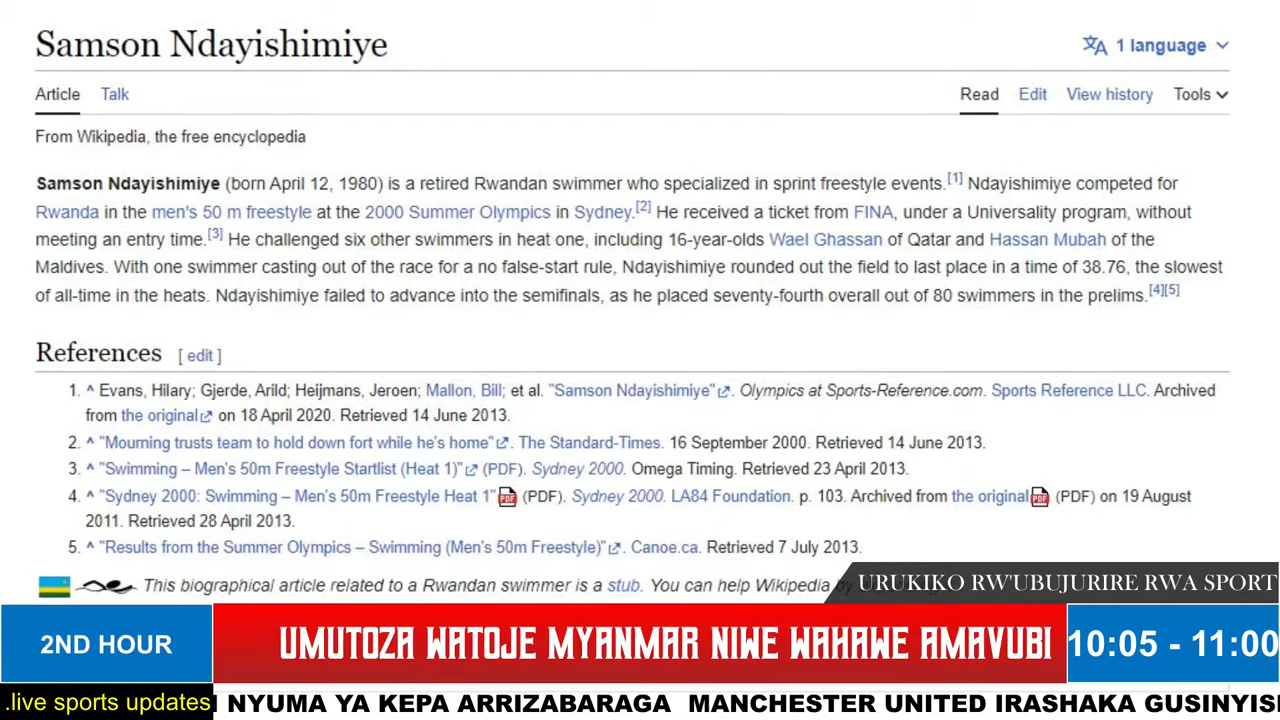 Samson Ndayishimiye
1 language
Article Talk Read Edit View history Tools
From Wikipedia, the free encyclopedia
Samson Ndayishimiye (born April 12, 1980) is a retired Rwandan swimmer who specialized in sprint freestyle events.[1] Ndayishimiye competed for
Rwanda in the men's 50 m freestyle at the 2000 Summer Olympics in Sydney.[2] He received a ticket from FINA, under a Universality program, without
meeting an entry time.[3] He challenged six other swimmers in heat one, including 16-year-olds Wael Ghassan of Qatar and Hassan Mubah of the
Maldives. With one swimmer casting out of the race for a no false-start rule, Ndayishimiye rounded out the field to last place in a time of 38.76, the slowest
of all-time in the heats. Ndayishimiye failed to advance into the semifinals, as he placed seventy-fourth overall out of 80 swimmers in the prelims.[4][5]
References [ edit ]
1. ^ Evans, Hilary; Gjerde, Arild; Heijmans, Jeroen; Mallon, Bill; et al. "Samson Ndayishimiye". Olympics at Sports-Reference.com. Sports Reference LLC. Archived
from the original on 18 April 2020. Retrieved 14 June 2013.
2. ^ "Mourning trusts team to hold down fort while he's home". The Standard-Times. 16 September 2000. Retrieved 14 June 2013.
3. ^ "Swimming – Men's 50m Freestyle Startlist (Heat 1)" (PDF). Sydney 2000. Omega Timing. Retrieved 23 April 2013.
4. ^ "Sydney 2000: Swimming – Men's 50m Freestyle Heat 1" (PDF). Sydney 2000. LA84 Foundation. p. 103. Archived from the original (PDF) on 19 August
2011. Retrieved 28 April 2013.
5. ^ "Results from the Summer Olympics – Swimming (Men's 50m Freestyle)". Canoe.ca. Retrieved 7 July 2013.
This biographical article related to a Rwandan swimmer is a stub. You can help Wikipedia
URUKIKO RW'UBUJURIRE RWA SPORT
2ND HOUR
UMUTOZA WATOJE MYANMAR NIWE WAHAWE AMAVUBI
10:05 - 11:00
.live sports updates
NYUMA YA KEPA ARRIZABARAGA MANCHESTER UNITED IRASHAKA GUSINYIS